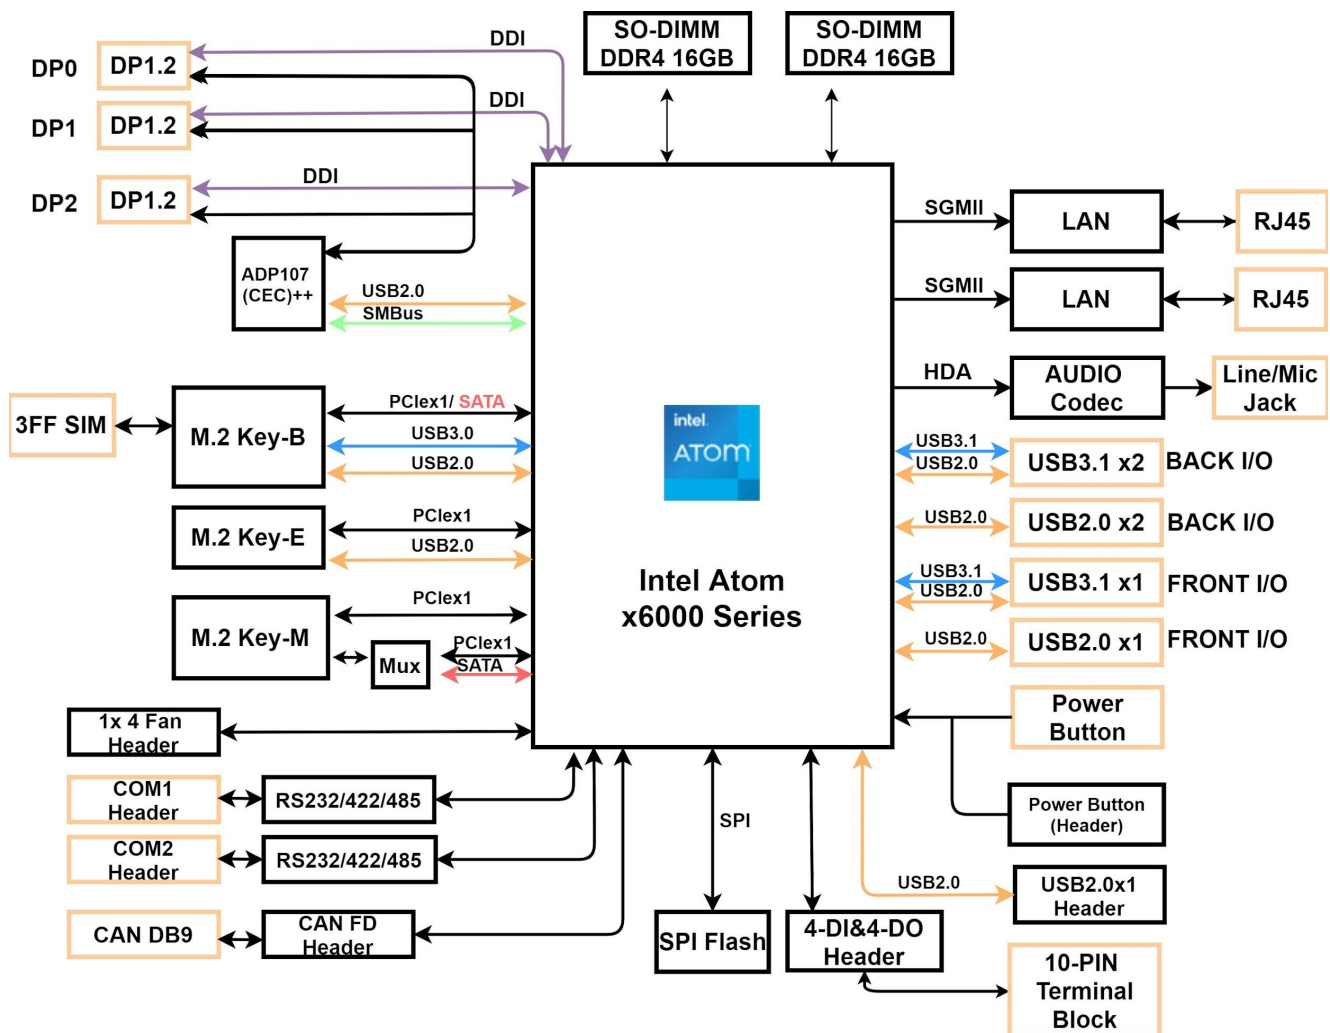 SO-DIMM
DDR4 16GB
SO-DIMM
DDR4 16GB
DDI
DP0
DP1.2
DDI
DP1
DP1.2
DDI
DP2
DP1.2
ADP107
(CEC)++
USB2.0
SMBus
SGMII
LAN
RJ45
SGMII
LAN
RJ45
HDA
AUDIO
Codec
Line/Mic
Jack
3FF SIM
M.2 Key-B
PCIex1/ SATA
USB3.0
USB2.0
intel
ATOM
USB3.1
USB2.0
USB3.1 x2
BACK I/O
M.2 Key-E
PCIex1
USB2.0
USB2.0
USB2.0 x2
BACK I/O
Intel Atom
x6000 Series
USB3.1
USB2.0
USB3.1 x1
FRONT I/O
M.2 Key-M
PCIex1
Mux
PCIex1
SATA
USB2.0
USB2.0 x1
FRONT I/O
1x 4 Fan
Header
Power
Button
COM1
Header
RS232/422/485
SPI
Power Button
(Header)
COM2
Header
RS232/422/485
USB2.0
USB2.0x1
Header
CAN DB9
CAN FD
Header
SPI Flash
4-DI&4-DO
Header
10-PIN
Terminal
Block